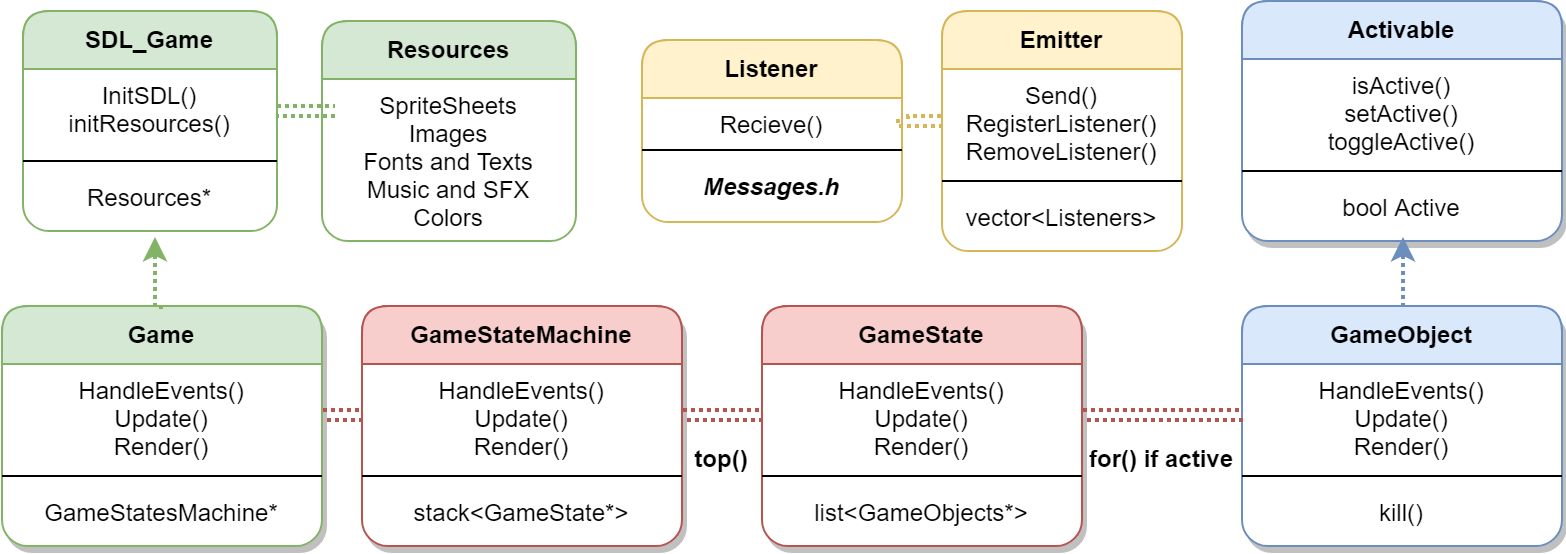 SDL_Game
InitSDL()
initResources()
Resources*
Resources
SpriteSheets
Images
Fonts and Texts
Music and SFX
Colors
Listener
Recieve()
Messages.h
Emitter
Send()
RegisterListener()
RemoveListener()
vector<Listeners>
Activable
isActive()
setActive()
toggleActive()
bool Active
Game
HandleEvents()
Update()
Render()
GameStatesMachine*
GameStateMachine
HandleEvents()
Update()
Render()
stack<GameState*>
top()
GameState
HandleEvents()
Update()
Render()
list<GameObjects*>
for() if active
GameObject
HandleEvents()
Update()
Render()
kill()